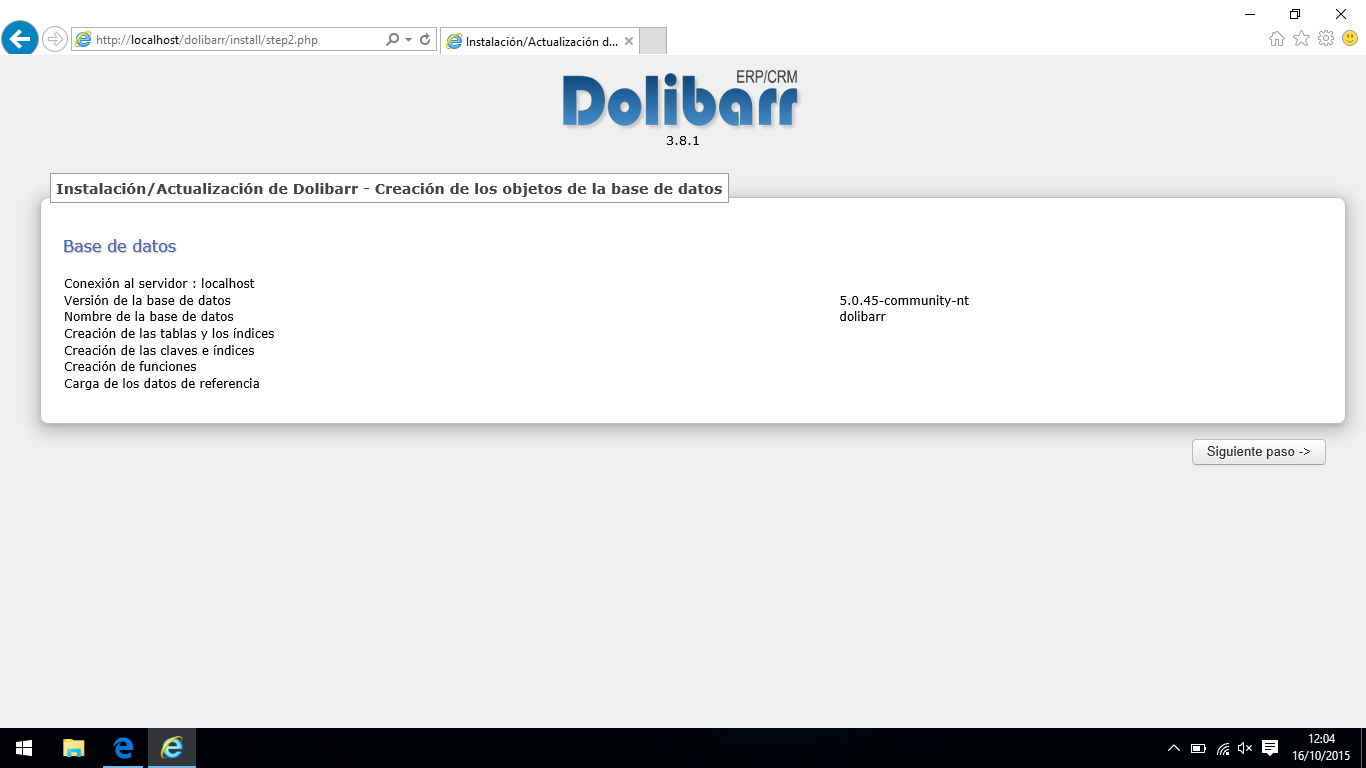 http://localhost/dolibarr/install/step2.php
Instalación/Actualización d...
ERP/CRM
Dolibarr
3.8.1
Instalación/Actualización de Dolibarr - Creación de los objetos de la base de datos
Base de datos
Conexión al servidor : localhost
Versión de la base de datos 5.0.45-community-nt
Nombre de la base de datos dolibarr
Creación de las tablas y los índices
Creación de las claves e índices
Creación de funciones
Carga de los datos de referencia
Siguiente paso ->
12:04
16/10/2015